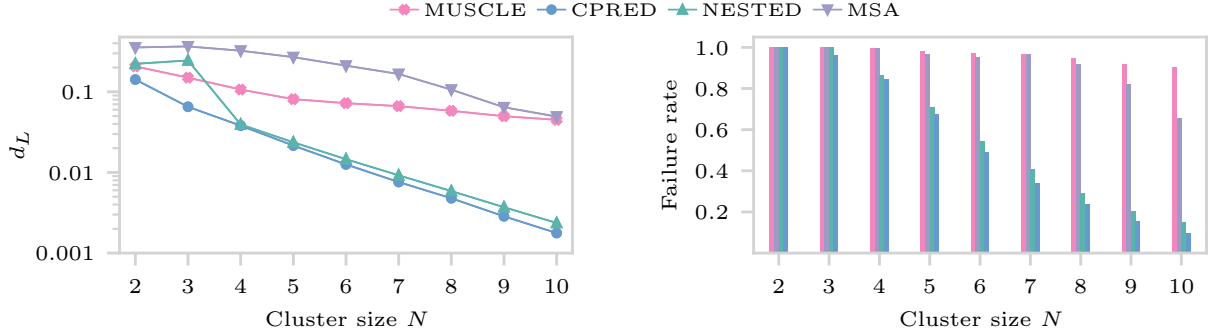 MUSCLE CPRED NESTED MSA
d_L
0.1
0.01
0.001
2 3 4 5 6 7 8 9 10
Cluster size N
Failure rate
1.0
0.8
0.6
0.4
0.2
2 3 4 5 6 7 8 9 10
Cluster size N